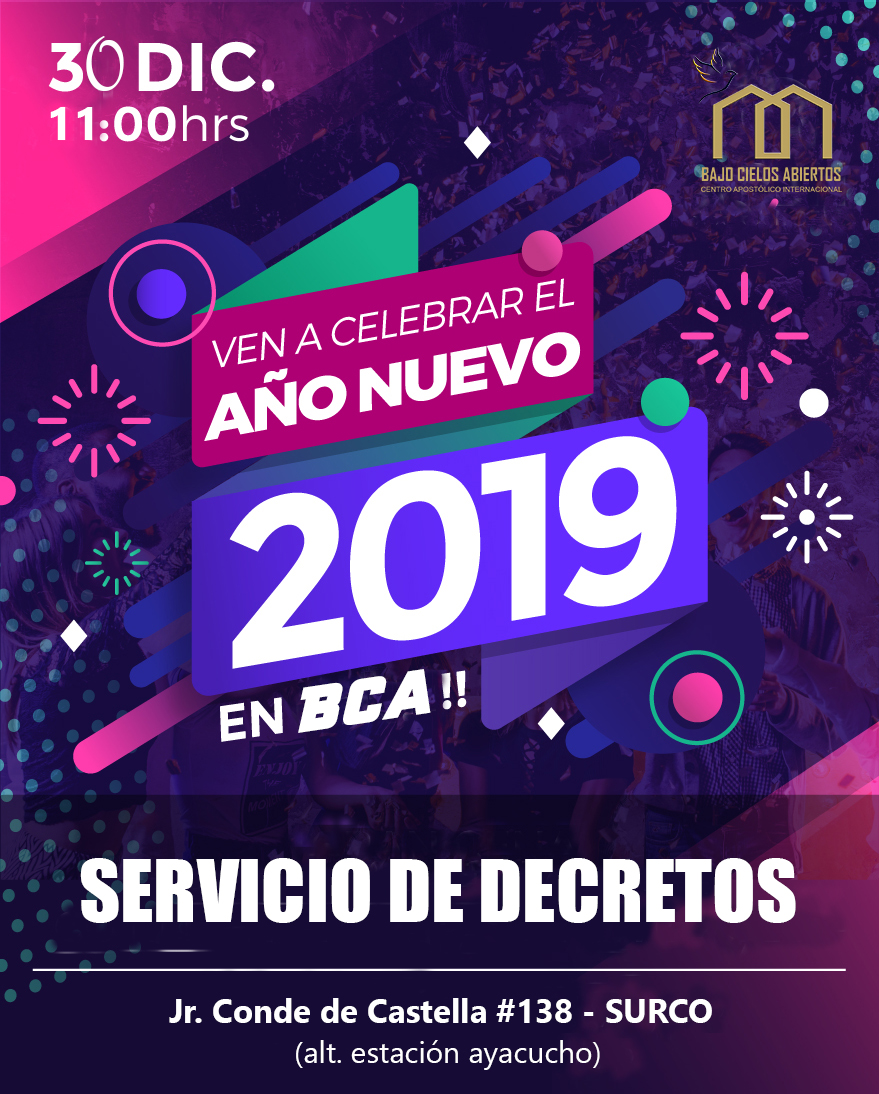 30 DIC.
11:00hrs
BAJO CIELOS ABIERTOS
CENTRO APOSTÓLICO INTERNACIONAL
VEN A CELEBRAR EL
AÑO NUEVO
2019
EN BCA !!
SERVICIO DE DECRETOS
Jr. Conde de Castella #138 - SURCO
(alt. estación ayacucho)